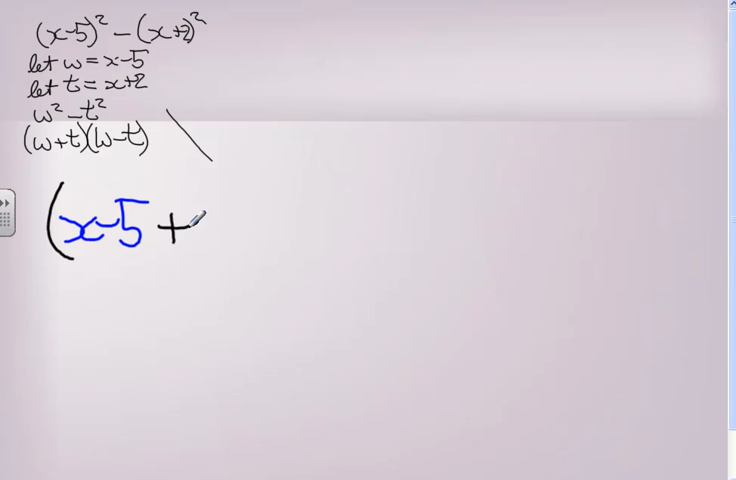 (x-5)² - (x+2)²
let w = x-5
let t = x+2
w² - t²
(w+t)(w-t)
(x-5 +